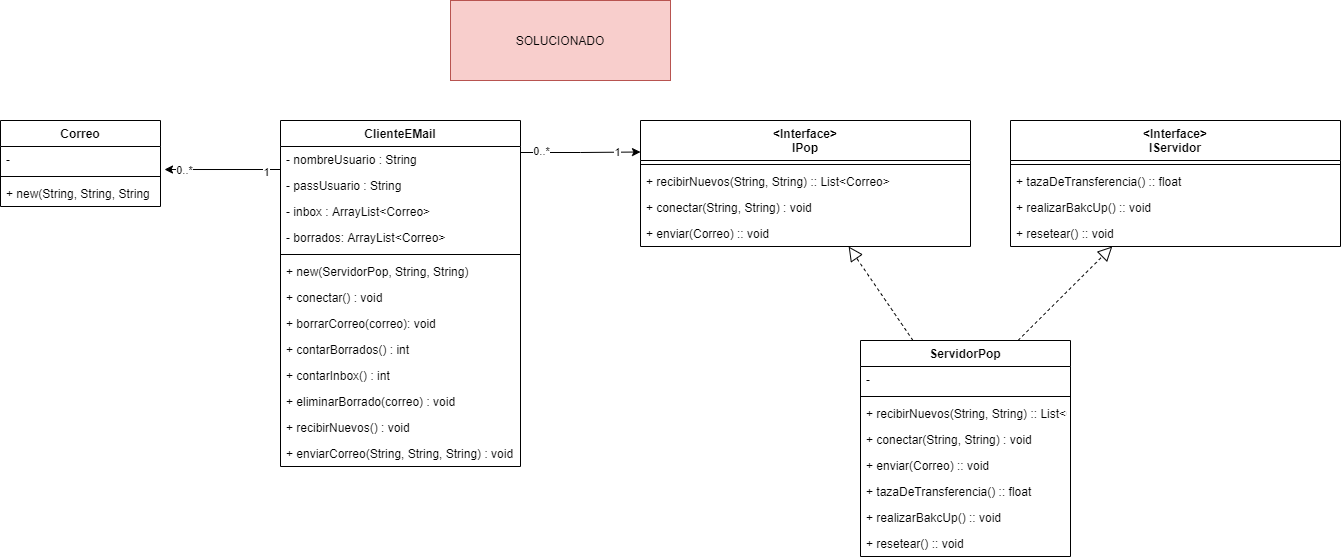 SOLUCIONADO
Correo
-
+ new(String, String, String
0..*
1
ClienteEMail
- nombreUsuario : String
- passUsuario : String
- inbox : ArrayList<Correo>
- borrados: ArrayList<Correo>
+ new(ServidorPop, String, String)
+ conectar() : void
+ borrarCorreo(correo): void
+ contarBorrados() : int
+ contarInbox() : int
+ eliminarBorrado(correo) : void
+ recibirNuevos() : void
+ enviarCorreo(String, String, String) : void
0..*
1
<Interface>
IPop
+ recibirNuevos(String, String) :: List<Correo>
+ conectar(String, String) : void
+ enviar(Correo) :: void
<Interface>
IServidor
+ tazaDeTransferencia() :: float
+ realizarBakcUp() :: void
+ resetear() :: void
ServidorPop
-
+ recibirNuevos(String, String) :: List<
+ conectar(String, String) : void
+ enviar(Correo) :: void
+ tazaDeTransferencia() :: float
+ realizarBakcUp() :: void
+ resetear() :: void